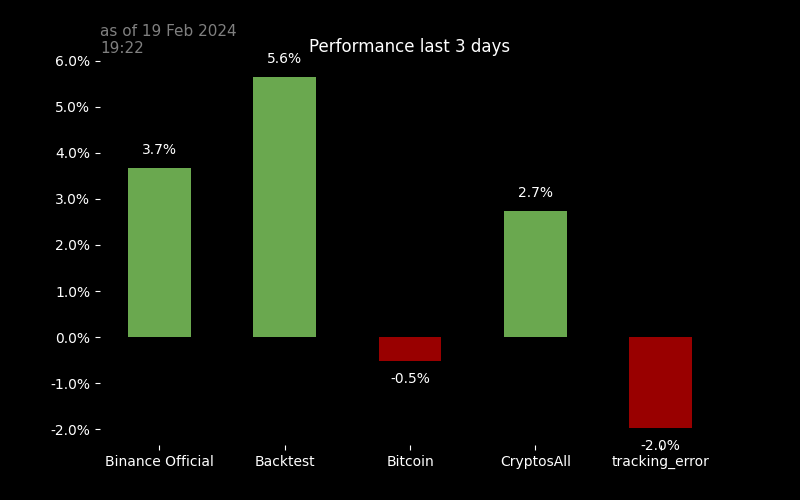 as of 19 Feb 2024
19:22
Performance last 3 days
6.0%
5.0%
4.0%
3.0%
2.0%
1.0%
0.0%
-1.0%
-2.0%
3.7%
5.6%
-0.5%
2.7%
-2.0%
Binance Official
Backtest
Bitcoin
CryptosAll
tracking_error